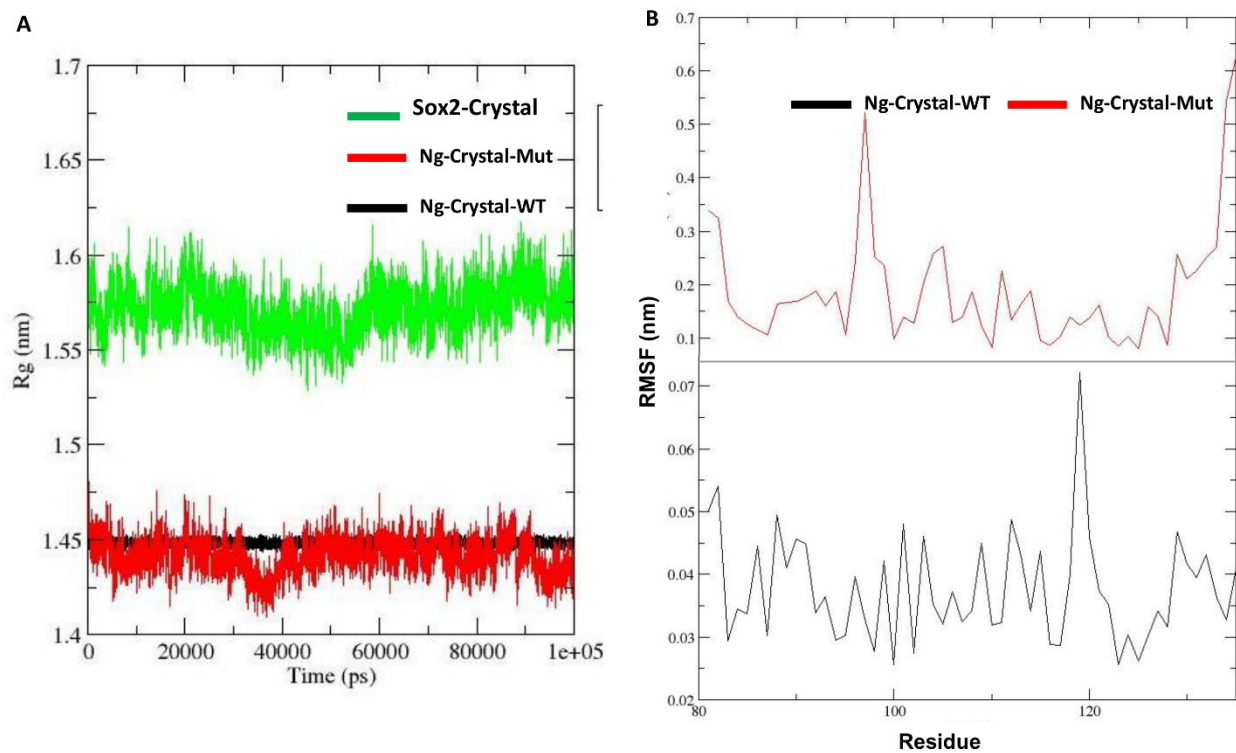 A
1.7
1.65
1.6
1.55
1.5
1.45
1.4
Rg (nm)
Sox2-Crystal
Ng-Crystal-Mut
Ng-Crystal-WT
0 20000 40000 60000 80000 1e+05
Time (ps)
B
Ng-Crystal-WT Ng-Crystal-Mut
0.7
0.6
0.5
0.4
0.3
0.2
0.1
RMSF (nm)
0.07
0.06
0.05
0.04
0.03
0.02
80 100 120
Residue